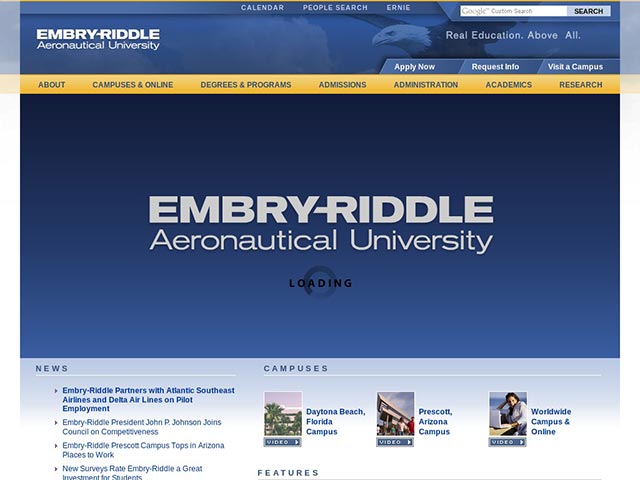 CALENDAR PEOPLE SEARCH ERNIE
Google™ Custom Search SEARCH
EMBRY-RIDDLE
Aeronautical University
Real Education. Above All.
Apply Now Request Info Visit a Campus
ABOUT CAMPUSES & ONLINE DEGREES & PROGRAMS ADMISSIONS ADMINISTRATION ACADEMICS RESEARCH
EMBRY-RIDDLE
Aeronautical University
LOADING
NEWS
Embry-Riddle Partners with Atlantic Southeast
Airlines and Delta Air Lines on Pilot
Employment
Embry-Riddle President John P. Johnson Joins
Council on Competitiveness
Embry-Riddle Prescott Campus Tops in Arizona
Places to Work
New Surveys Rate Embry-Riddle a Great
Investment for Students
CAMPUSES
Daytona Beach,
Florida
Campus
VIDEO
Prescott,
Arizona
Campus
VIDEO
Worldwide
Campus &
Online
VIDEO
FEATURES